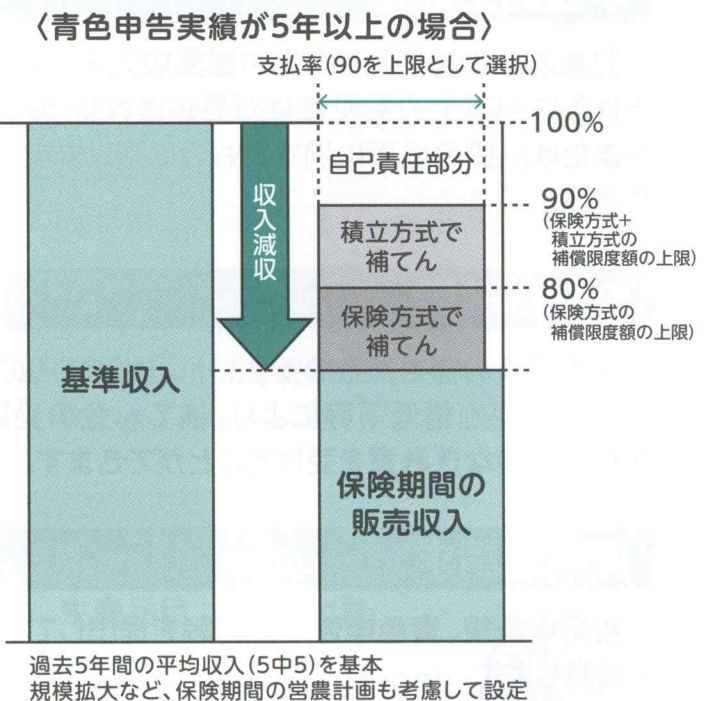 〈青色申告実績が5年以上の場合〉
支払率(90を上限として選択)
100%
自己責任部分
収入減収
90%
(保険方式+
積立方式の
補償限度額の上限)
積立方式で
補てん
80%
(保険方式の
補償限度額の上限)
保険方式で
補てん
基準収入
保険期間の
販売収入
過去5年間の平均収入(5中5)を基本
規模拡大など、保険期間の営農計画も考慮して設定